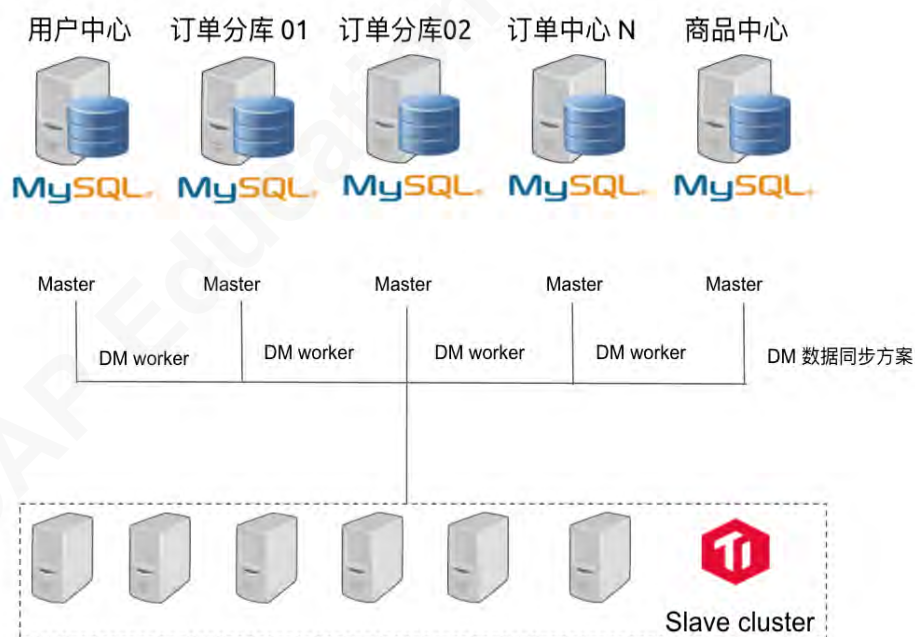 用户中心 订单分库 01 订单分库02 订单中心 N 商品中心
MySQL MySQL MySQL MySQL MySQL
Master Master Master Master Master
DM worker DM worker DM worker DM worker DM 数据同步方案
Slave cluster